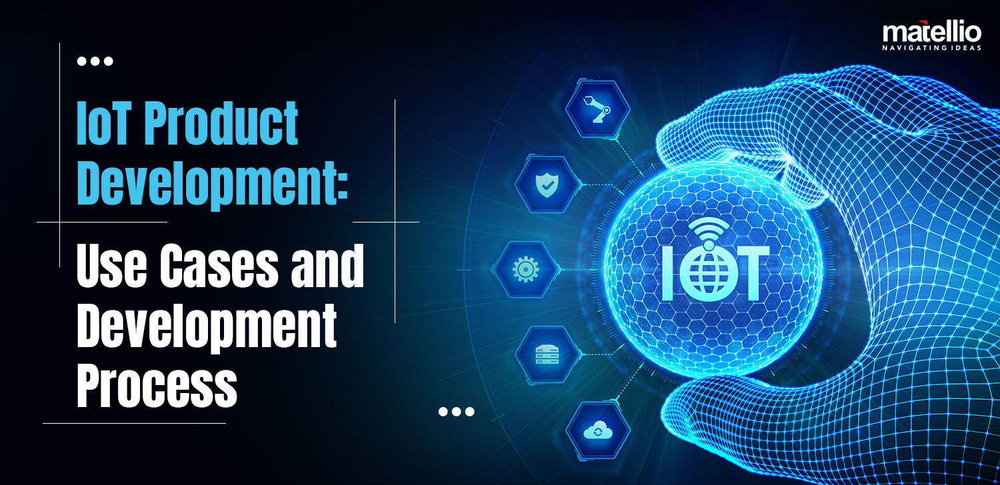 matellio
NAVIGATING IDEAS
IoT Product
Development:
Use Cases and
Development
Process
IOT